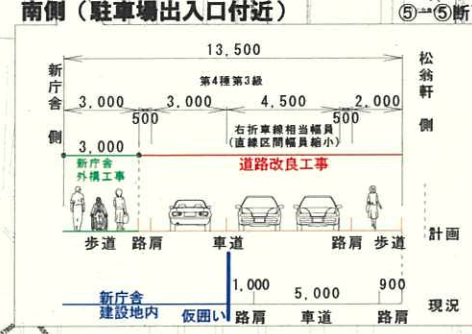 南側（駐車場出入口付近）
⑤-⑤断
13,500
新庁舎側
松翁軒側
第4種第3級
3,000 3,000 4,500 2,000
500 500
右折車線相当幅員
（直線区間幅員縮小）
3,000
新庁舎
外構工事
道路改良工事
歩道 路肩 車道 路肩 歩道
計画
新庁舎
建設地内
仮囲い
1,000 5,000 900
路肩 車道 路肩
現況